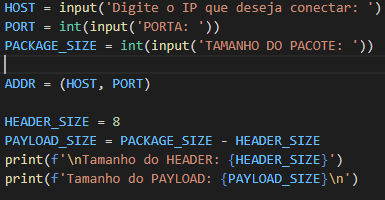 HOST = input('Digite o IP que deseja conectar: ')
PORT = int(input('PORTA: '))
PACKAGE_SIZE = int(input('TAMANHO DO PACOTE: '))
ADDR = (HOST, PORT)
HEADER_SIZE = 8
PAYLOAD_SIZE = PACKAGE_SIZE - HEADER_SIZE
print(f'\nTamanho do HEADER: {HEADER_SIZE}')
print(f'Tamanho do PAYLOAD: {PAYLOAD_SIZE}\n')